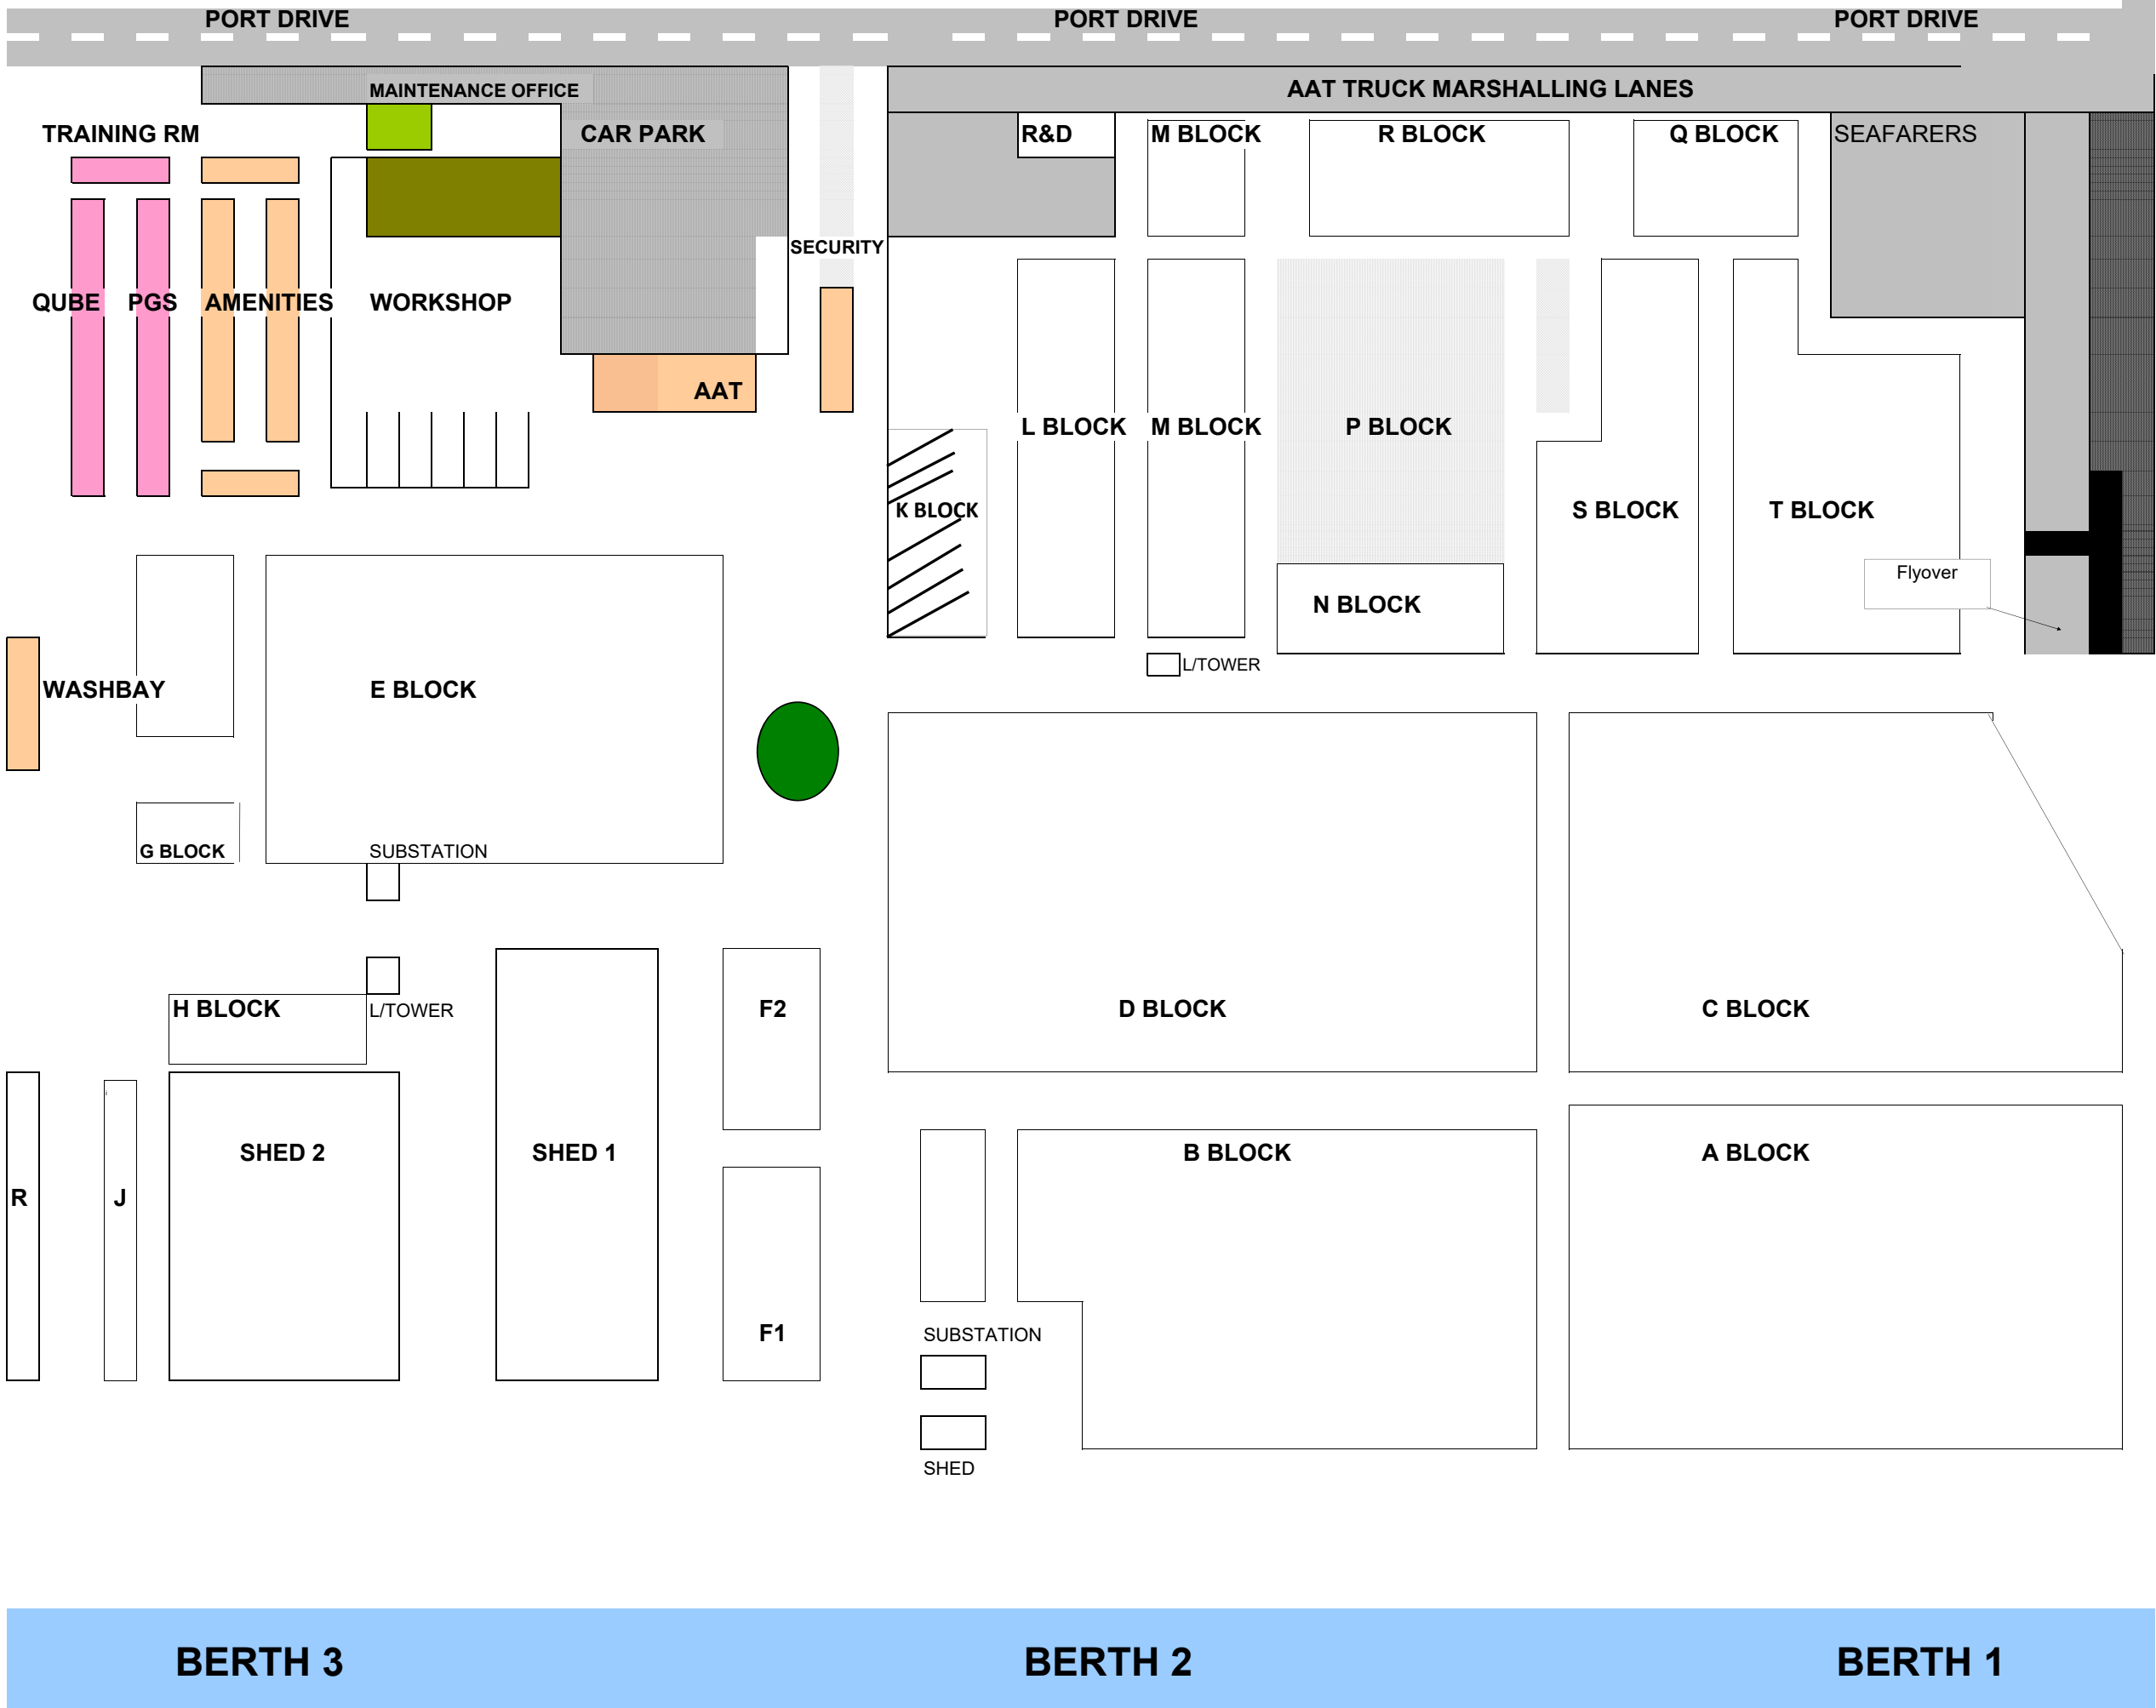 PORT DRIVE PORT DRIVE PORT DRIVE
MAINTENANCE OFFICE AAT TRUCK MARSHALLING LANES
TRAINING RM CAR PARK R&D M BLOCK R BLOCK Q BLOCK SEAFARERS
SECURITY
QUBE PGS AMENITIES WORKSHOP
AAT
L BLOCK M BLOCK P BLOCK
K BLOCK S BLOCK T BLOCK
Flyover
N BLOCK
L/TOWER
WASHBAY E BLOCK
G BLOCK SUBSTATION
H BLOCK L/TOWER F2 D BLOCK C BLOCK
SHED 2 SHED 1 B BLOCK A BLOCK
R J
F1 SUBSTATION
SHED
BERTH 3 BERTH 2 BERTH 1